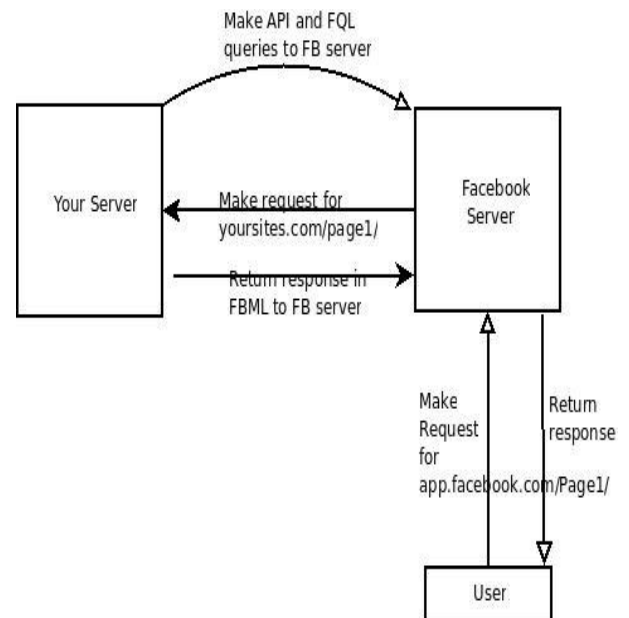 Make API and FQL
queries to FB server
Your Server
Facebook
Server
Make request for
yoursites.com/page1/
Return response in
FBML to FB server
Make
Request
for
app.facebook.com/Page1/
Return
response
User